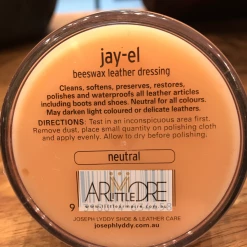 jay-el
beeswax leather dressing
Cleans, softens, preserves, restores,
polishes and waterproofs all leather articles
including boots and shoes. Neutral for all colours.
May darken light coloured or delicate leathers.
DIRECTIONS: Test in an inconspicuous area first.
Remove dust, place small quantity on polishing cloth
and apply evenly. Allow to dry before polishing.
neutral
9
JOSEPH LYDDY SHOE & LEATHER CARE
josephlyddy.com.au